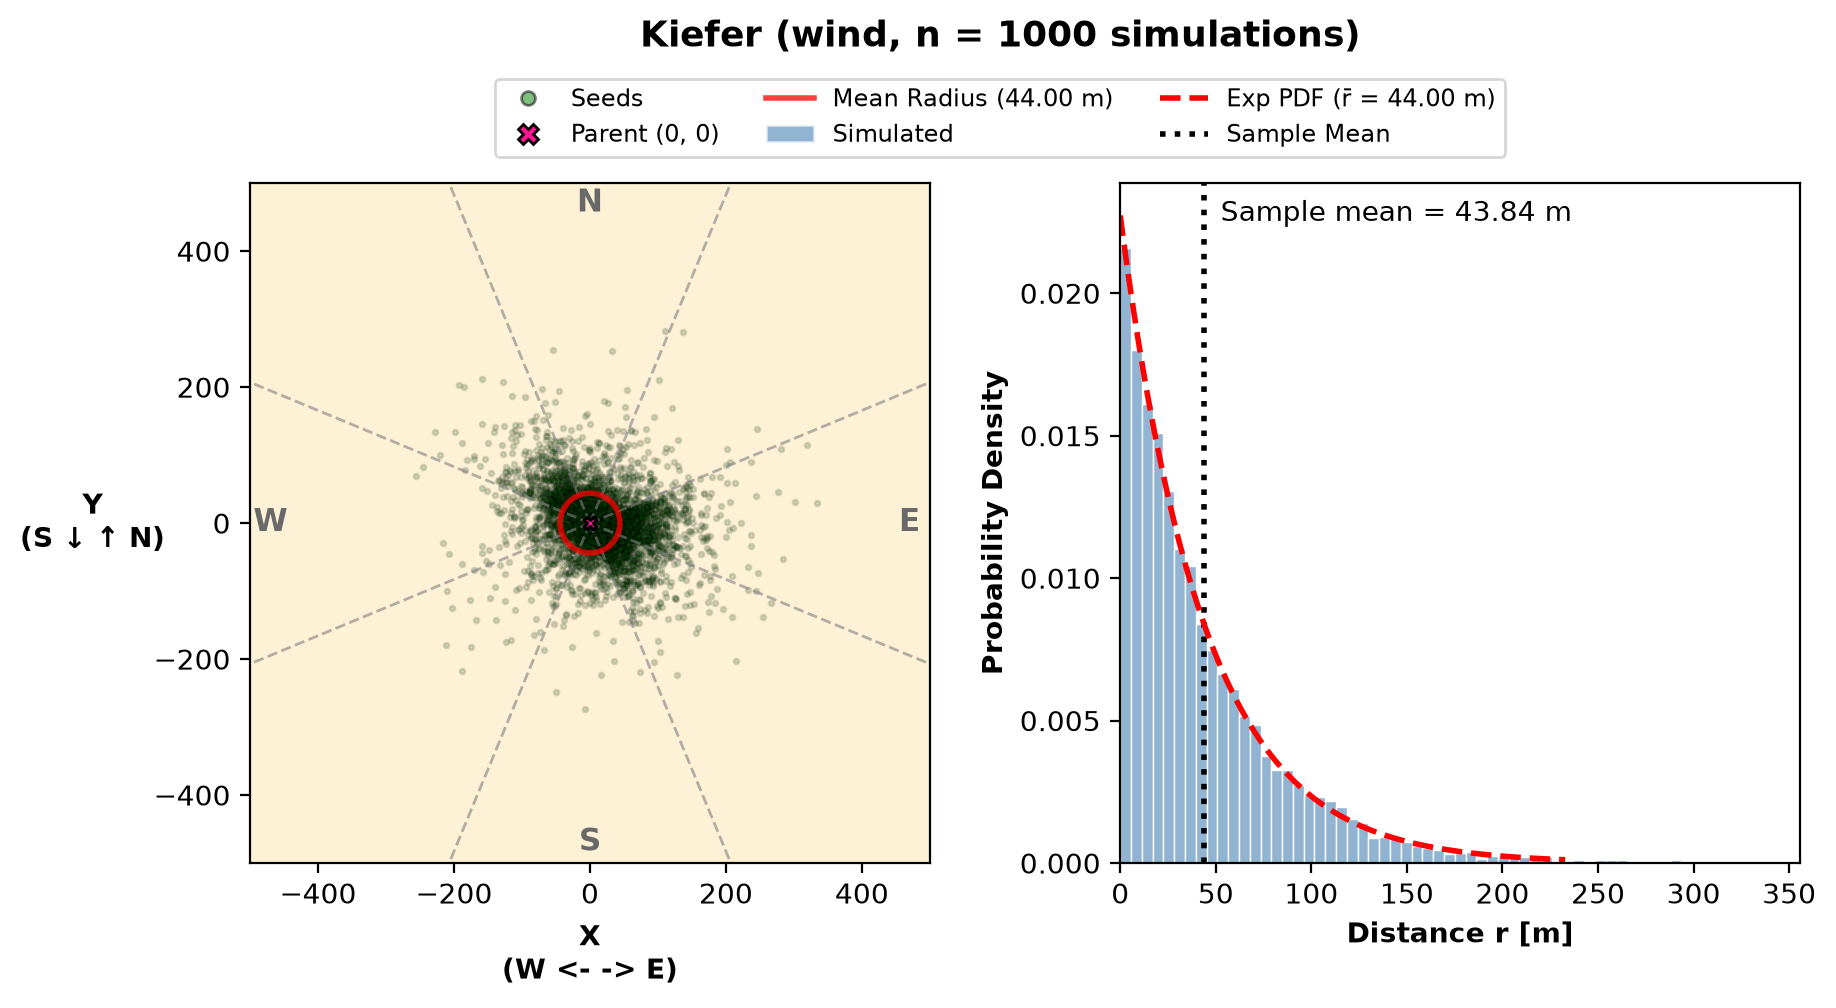 Kiefer (wind, n = 1000 simulations)
Seeds
Parent (0, 0)
Mean Radius (44.00 m)
Simulated
Exp PDF (r̄ = 44.00 m)
Sample Mean
N
W
E
S
400
200
0
−200
−400
Y
(S ↓ ↑ N)
−400
−200
0
200
400
X
(W <- -> E)
Sample mean = 43.84 m
0.020
0.015
0.010
0.005
0.000
Probability Density
0
50
100
150
200
250
300
350
Distance r [m]